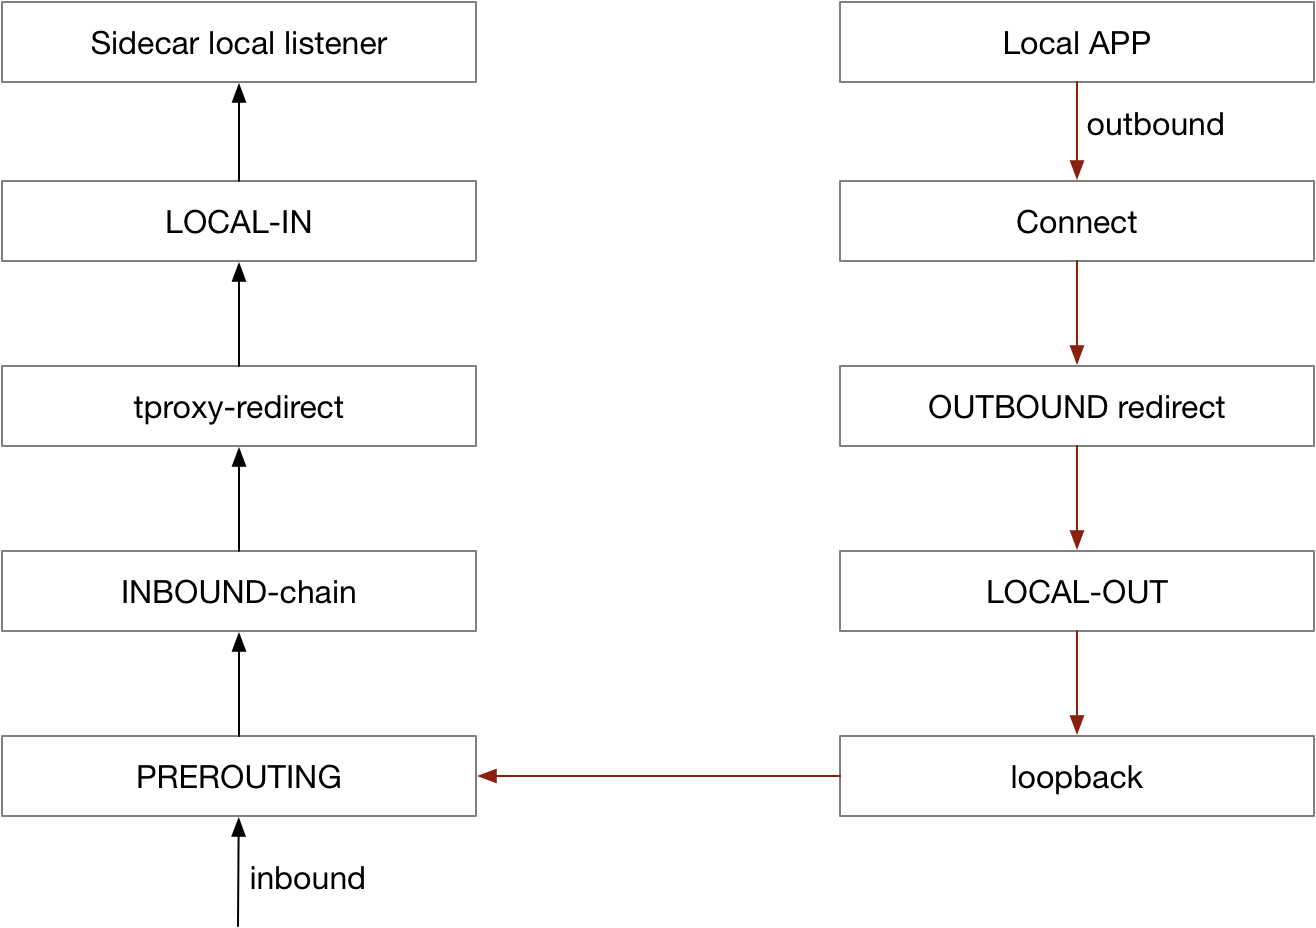 Sidecar local listener
Local APP
outbound
LOCAL-IN
Connect
tproxy-redirect
OUTBOUND redirect
INBOUND-chain
LOCAL-OUT
PREROUTING
loopback
inbound